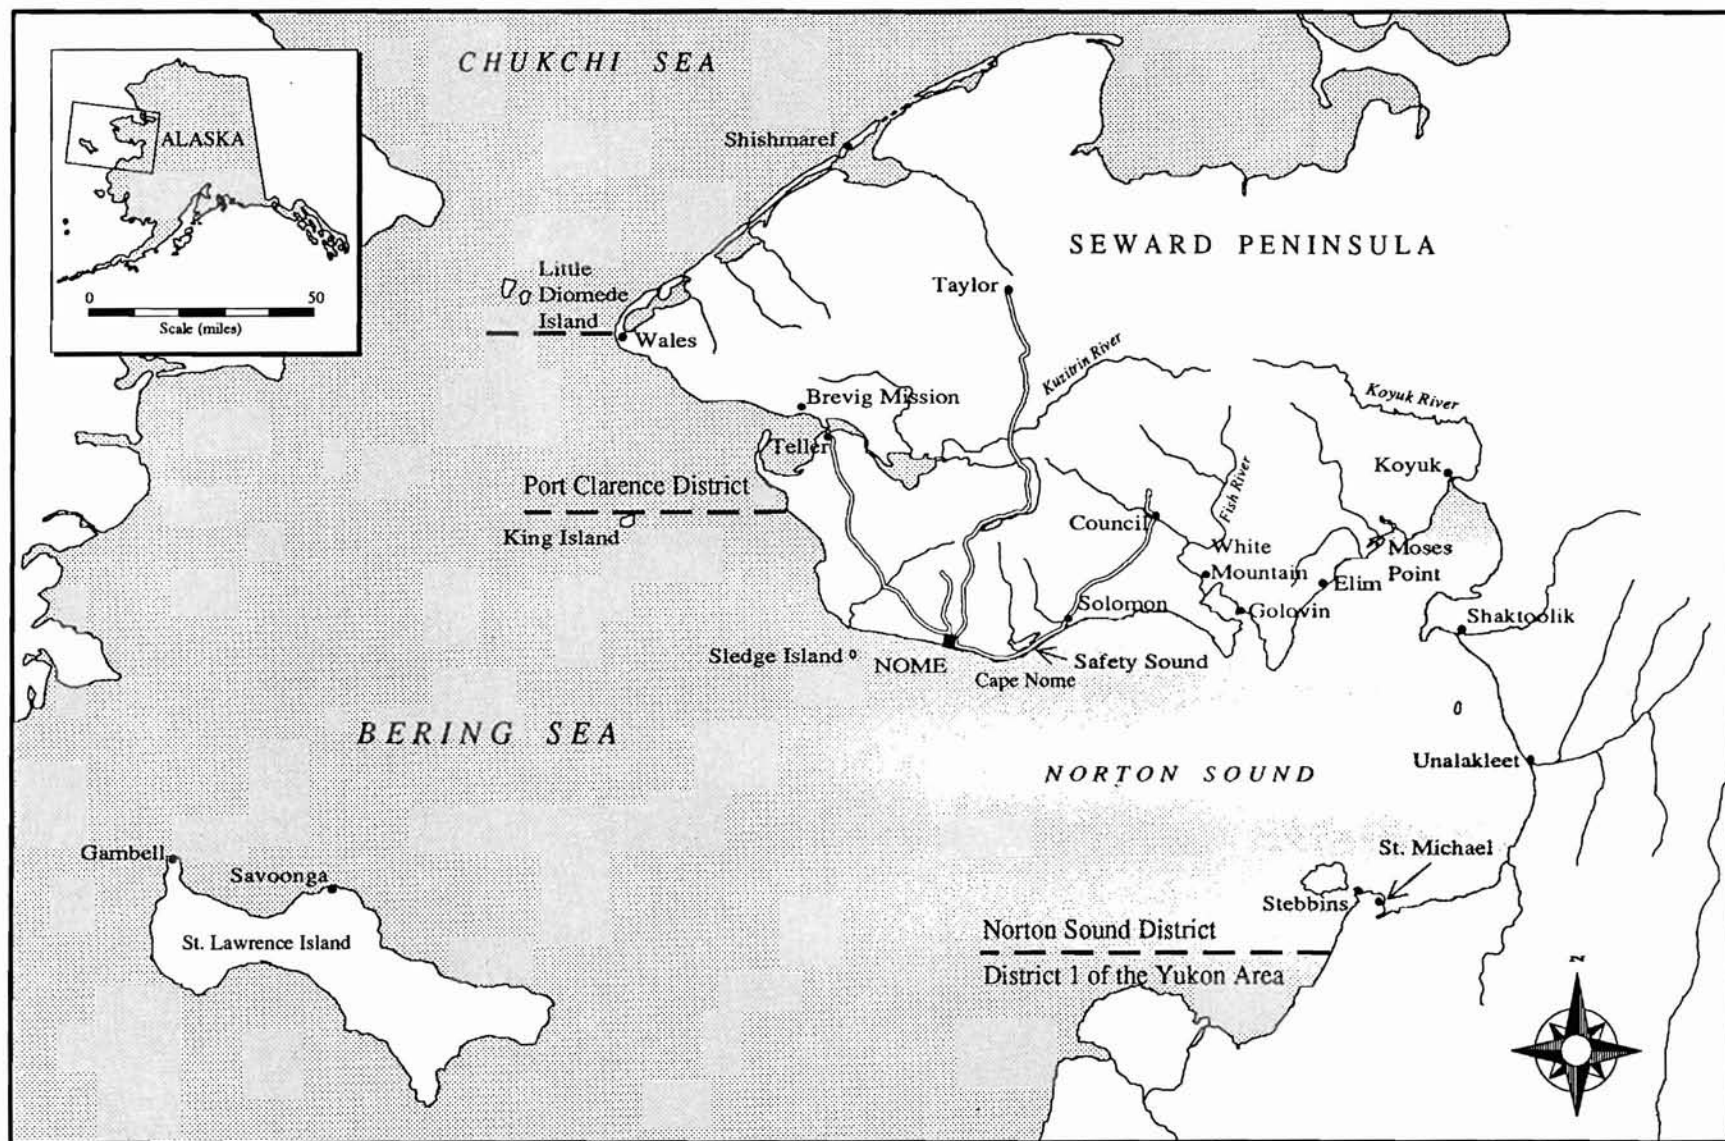 CHUKCHI SEA
ALASKA
0 50
Scale (miles)
Shishmaref
SEWARD PENINSULA
Little
Diomede
Island
Taylor
Wales
Kuzitrin River
Koyuk River
Brevig Mission
Teller
Koyuk
Fish River
Port Clarence District
King Island
Council
White
Mountain
Moses
Point
Elim
Golovin
Solomon
Shaktoolik
Sledge Island
NOME
Safety Sound
Cape Nome
BERING SEA
NORTON SOUND
Unalakleet
Gambell
Savoonga
St. Michael
Stebbins
St. Lawrence Island
Norton Sound District
District 1 of the Yukon Area
N